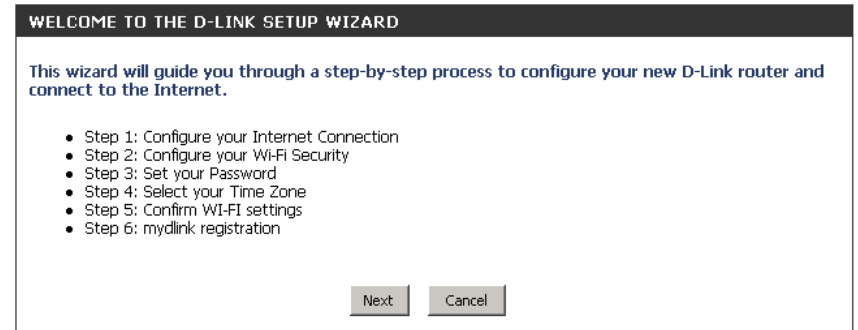 WELCOME TO THE D-LINK SETUP WIZARD
This wizard will guide you through a step-by-step process to configure your new D-Link router and
connect to the Internet.
• Step 1: Configure your Internet Connection
• Step 2: Configure your Wi-Fi Security
• Step 3: Set your Password
• Step 4: Select your Time Zone
• Step 5: Confirm WI-FI settings
• Step 6: mydlink registration
Next Cancel